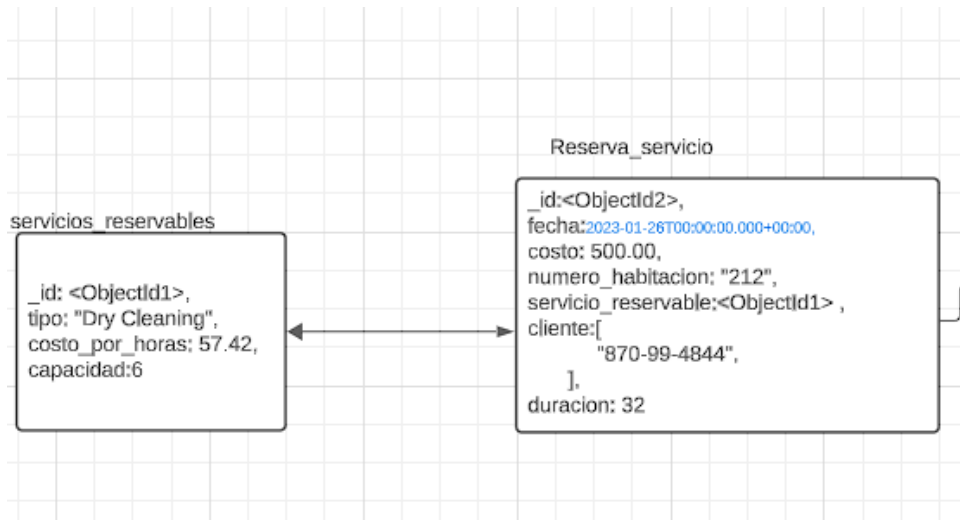 Reserva_servicio
_id:<ObjectId2>,
fecha:2023-01-26T00:00:00.000+00:00,
costo: 500.00,
numero_habitacion: "212",
servicio_reservable:<ObjectId1> ,
cliente:[
"870-99-4844",
],
duracion: 32
servicios_reservables
_id: <ObjectId1>,
tipo: "Dry Cleaning",
costo_por_horas: 57.42,
capacidad:6